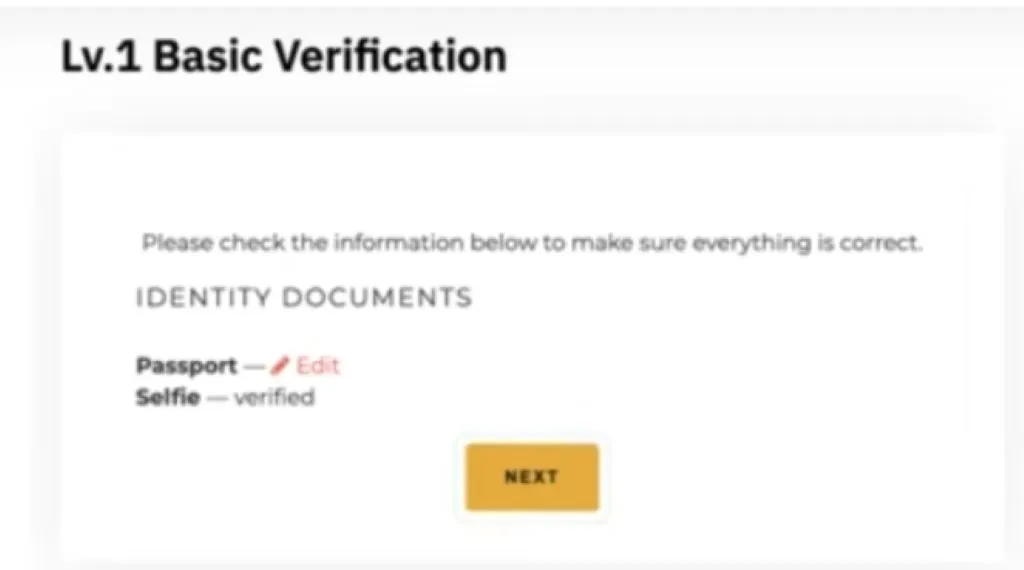 Lv.1 Basic Verification
Please check the information below to make sure everything is correct.
IDENTITY DOCUMENTS
Passport — Edit
Selfie — verified
NEXT